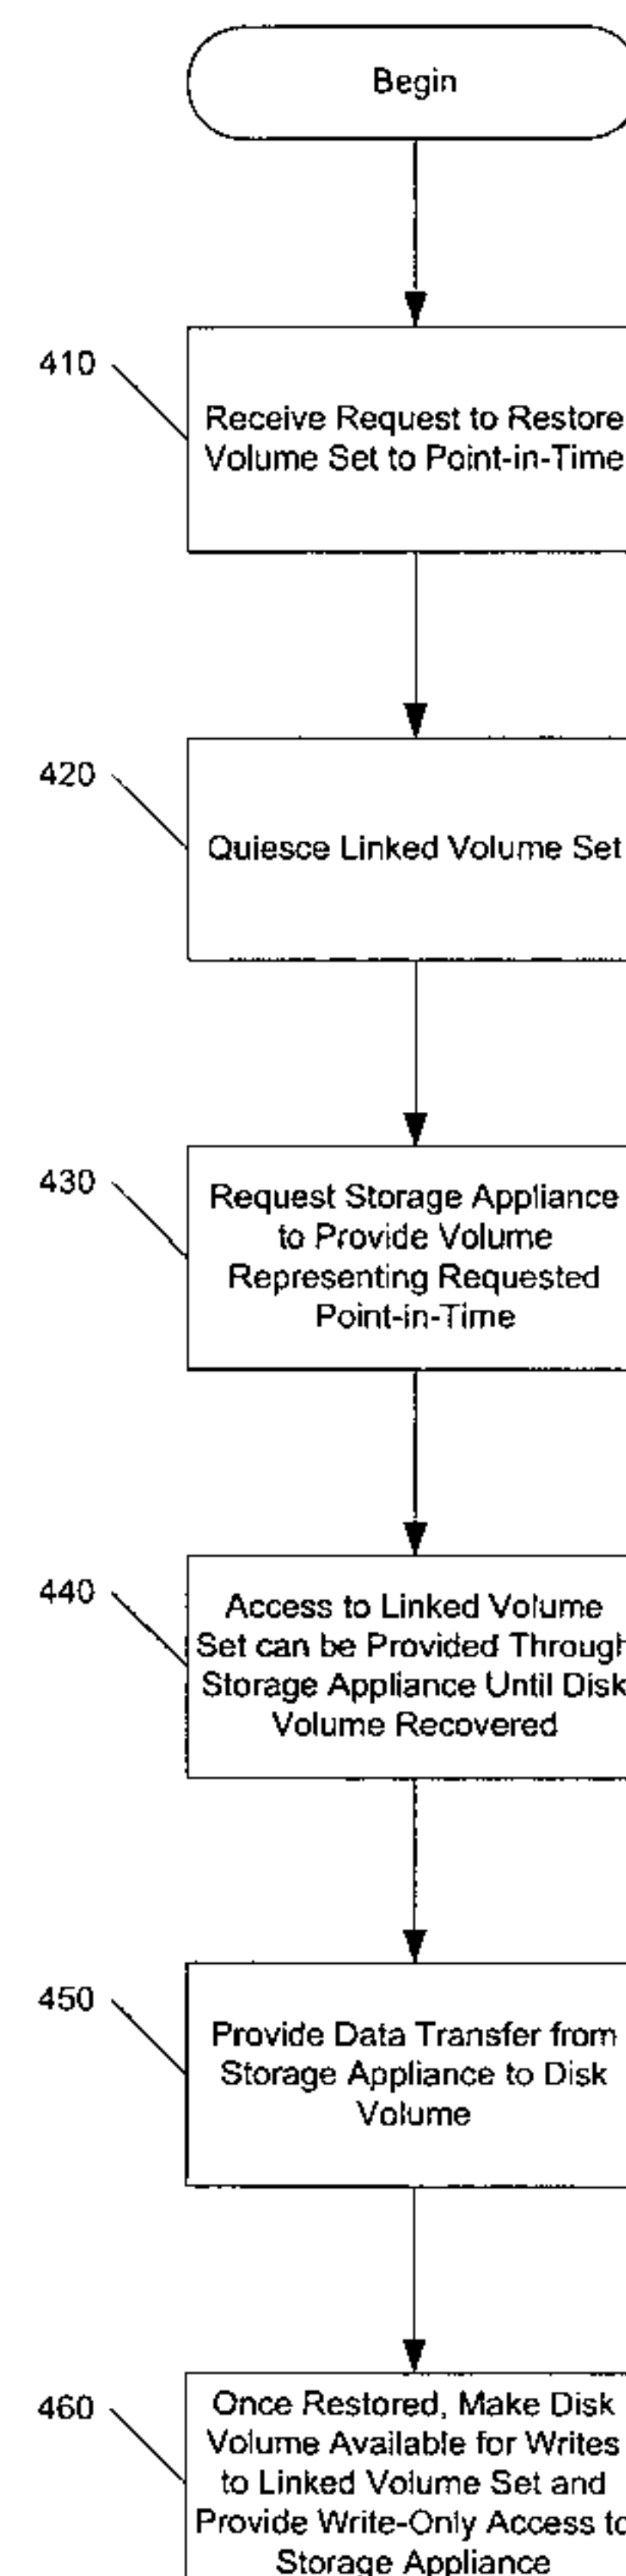 Begin
410
Receive Request to Restore
Volume Set to Point-in-Time
420
Quiesce Linked Volume Set
430
Request Storage Appliance
to Provide Volume
Representing Requested
Point-in-Time
440
Access to Linked Volume
Set can be Provided Through
Storage Appliance Until Disk
Volume Recovered
450
Provide Data Transfer from
Storage Appliance to Disk
Volume
460
Once Restored, Make Disk
Volume Available for Writes
to Linked Volume Set and
Provide Write-Only Access to
Storage Appliance